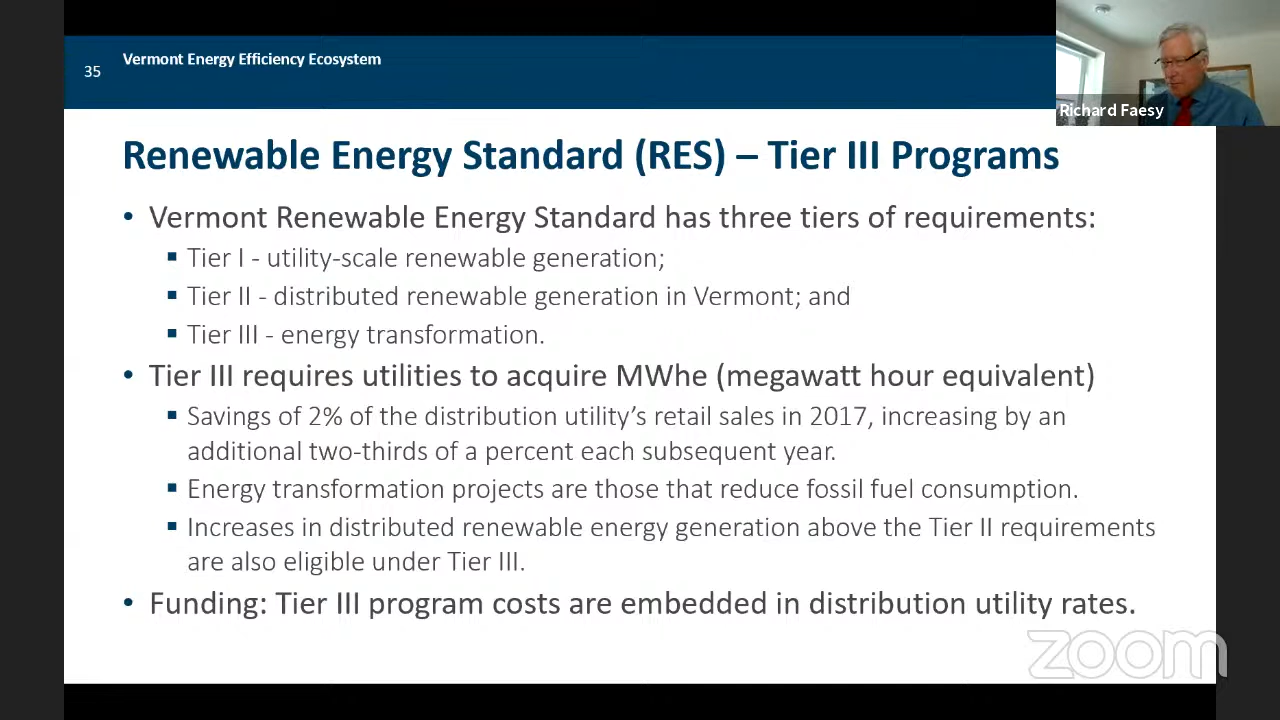 35
Vermont Energy Efficiency Ecosystem
Richard Faesy
Renewable Energy Standard (RES) – Tier III Programs
• Vermont Renewable Energy Standard has three tiers of requirements:
▪ Tier I - utility-scale renewable generation;
▪ Tier II - distributed renewable generation in Vermont; and
▪ Tier III - energy transformation.
• Tier III requires utilities to acquire MWhe (megawatt hour equivalent)
▪ Savings of 2% of the distribution utility’s retail sales in 2017, increasing by an
additional two-thirds of a percent each subsequent year.
▪ Energy transformation projects are those that reduce fossil fuel consumption.
▪ Increases in distributed renewable energy generation above the Tier II requirements
are also eligible under Tier III.
• Funding: Tier III program costs are embedded in distribution utility rates.
zoom